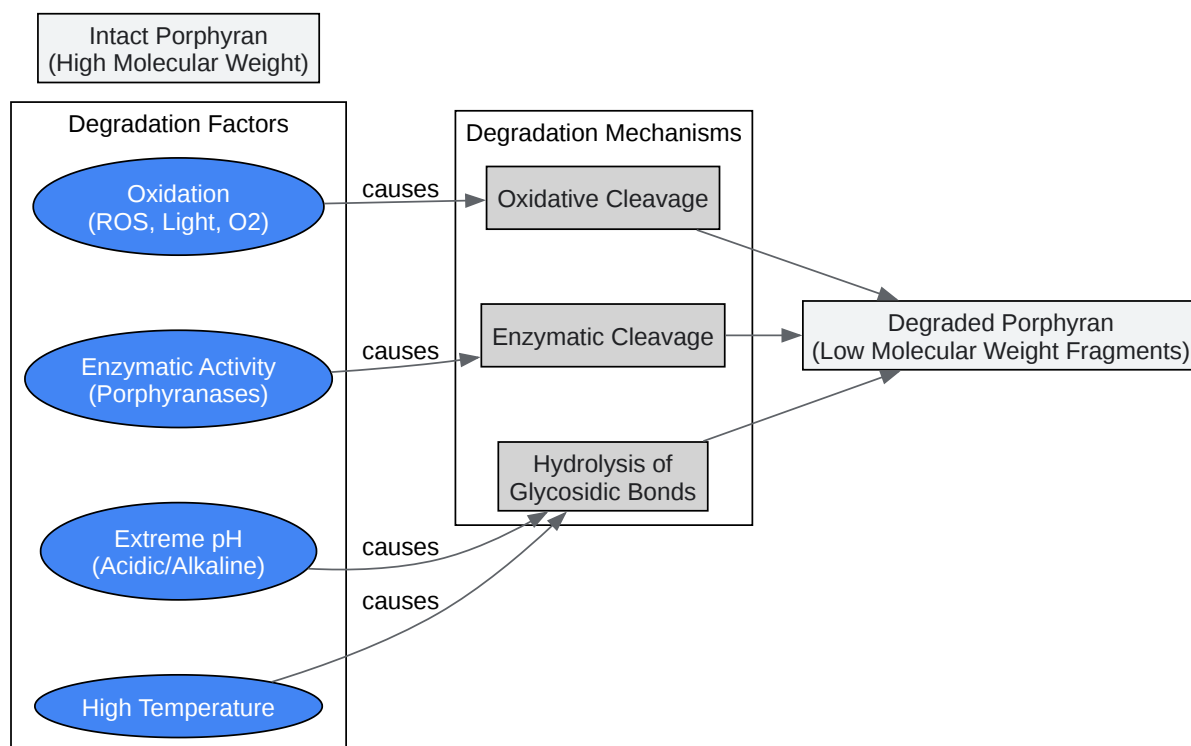 Intact Porphyran
(High Molecular Weight)
Degradation Factors
Oxidation
(ROS, Light, O2)
causes
Enzymatic Activity
(Porphyranases)
causes
Extreme pH
(Acidic/Alkaline)
causes
causes
High Temperature
Degradation Mechanisms
Oxidative Cleavage
Enzymatic Cleavage
Hydrolysis of
Glycosidic Bonds
Degraded Porphyran
(Low Molecular Weight Fragments)